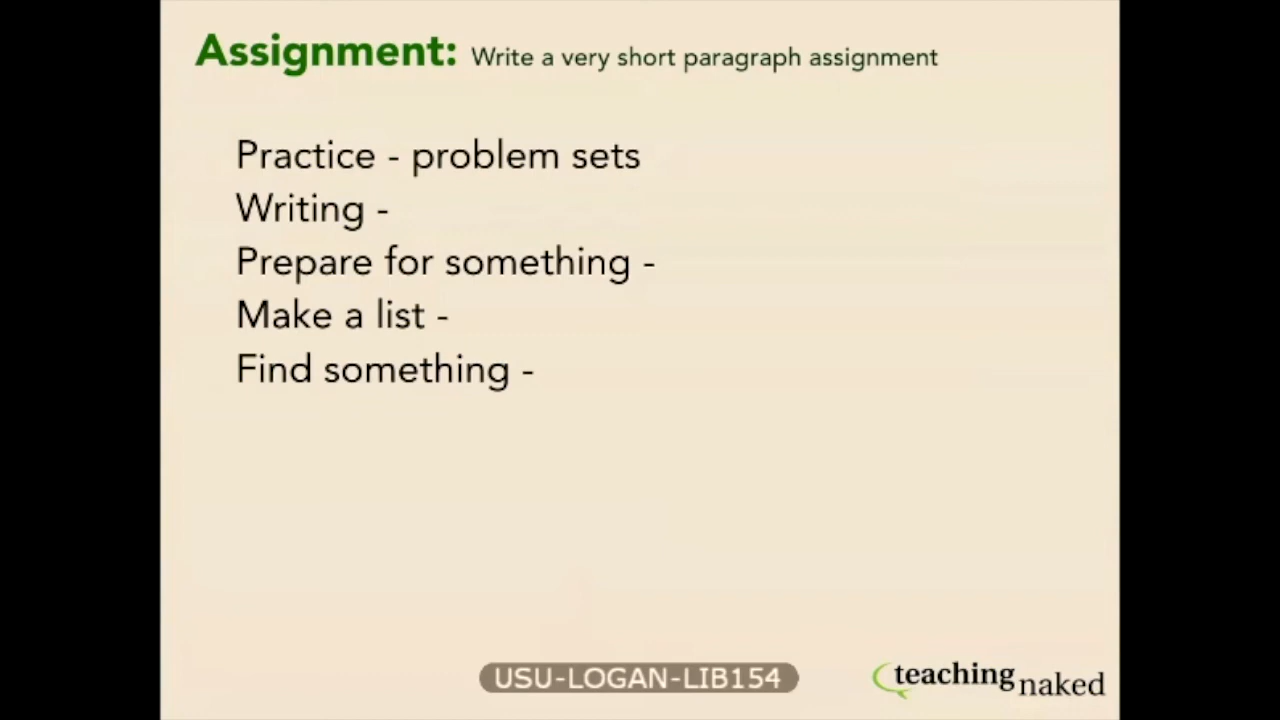 Assignment: Write a very short paragraph assignment
Practice - problem sets
Writing -
Prepare for something -
Make a list -
Find something -
USU-LOGAN-LIB154
teaching naked